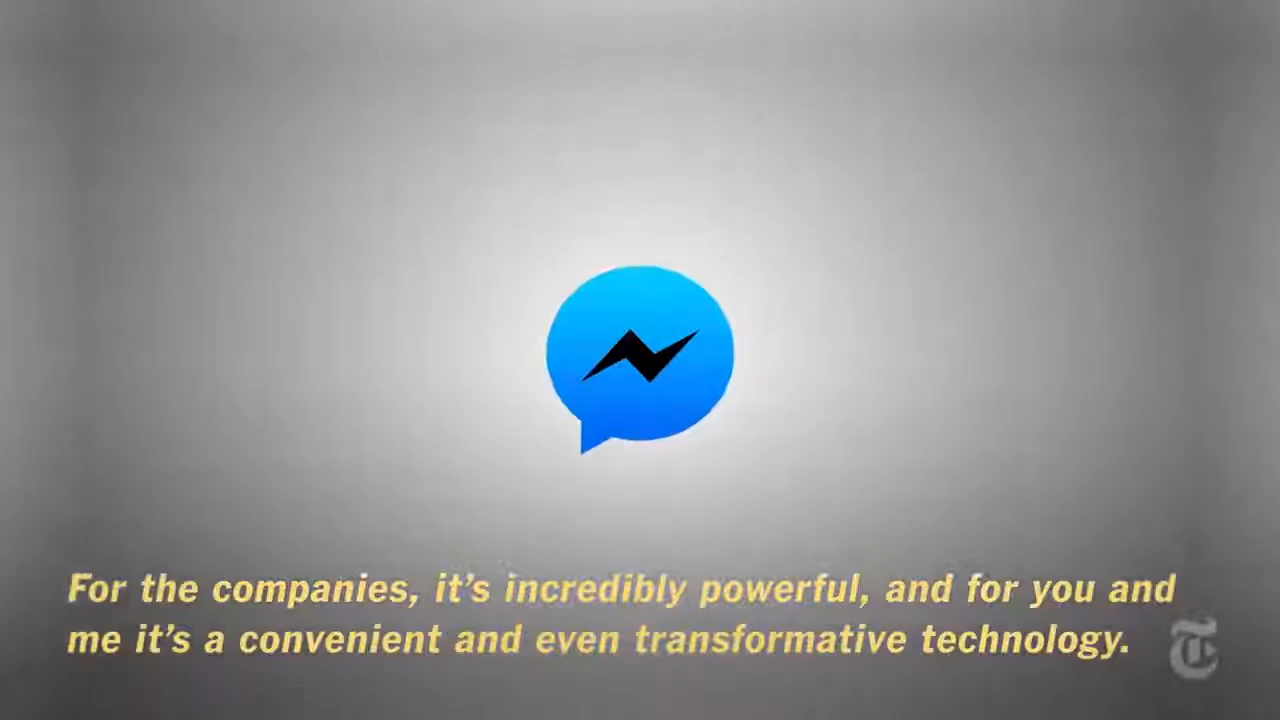 For the companies, it's incredibly powerful, and for you and
me it's a convenient and even transformative technology.
T